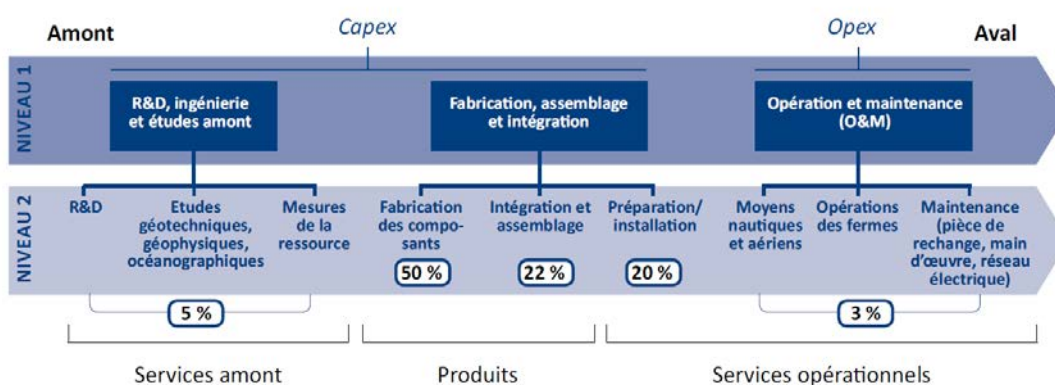 Amont
Capex
Opex
Aval
NIVEAU 1
R&D, ingénierie
et études amont
Fabrication, assemblage
et intégration
Opération et maintenance
(O&M)
NIVEAU 2
R&D
Etudes
géotechniques,
géophysiques,
océanographiques
Mesures
de la
ressource
Fabrication
des compo-
sants
50 %
Intégration et
assemblage
22 %
Préparation/
installation
20 %
Moyens
nautiques
et aériens
Opérations
des fermes
Maintenance
(pièce de
rechange, main
d'œuvre, réseau
électrique)
5 %
3 %
Services amont
Produits
Services opérationnels